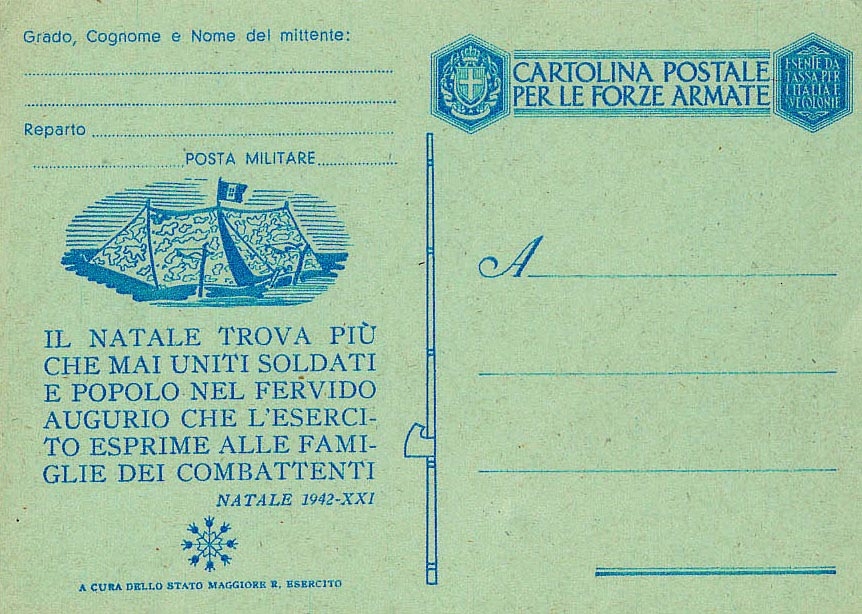 Grado, Cognome e Nome del mittente:
Reparto
POSTA MILITARE
IL NATALE TROVA PIÙ
CHE MAI UNITI SOLDATI
E POPOLO NEL FERVIDO
AUGURIO CHE L'ESERCI-
TO ESPRIME ALLE FAMI-
GLIE DEI COMBATTENTI
NATALE 1942-XXI
A CURA DELLO STATO MAGGIORE R. ESERCITO
CARTOLINA POSTALE
PER LE FORZE ARMATE
ESENTE DA
TASSA PER
L'ITALIA E
SUE COLONIE
A